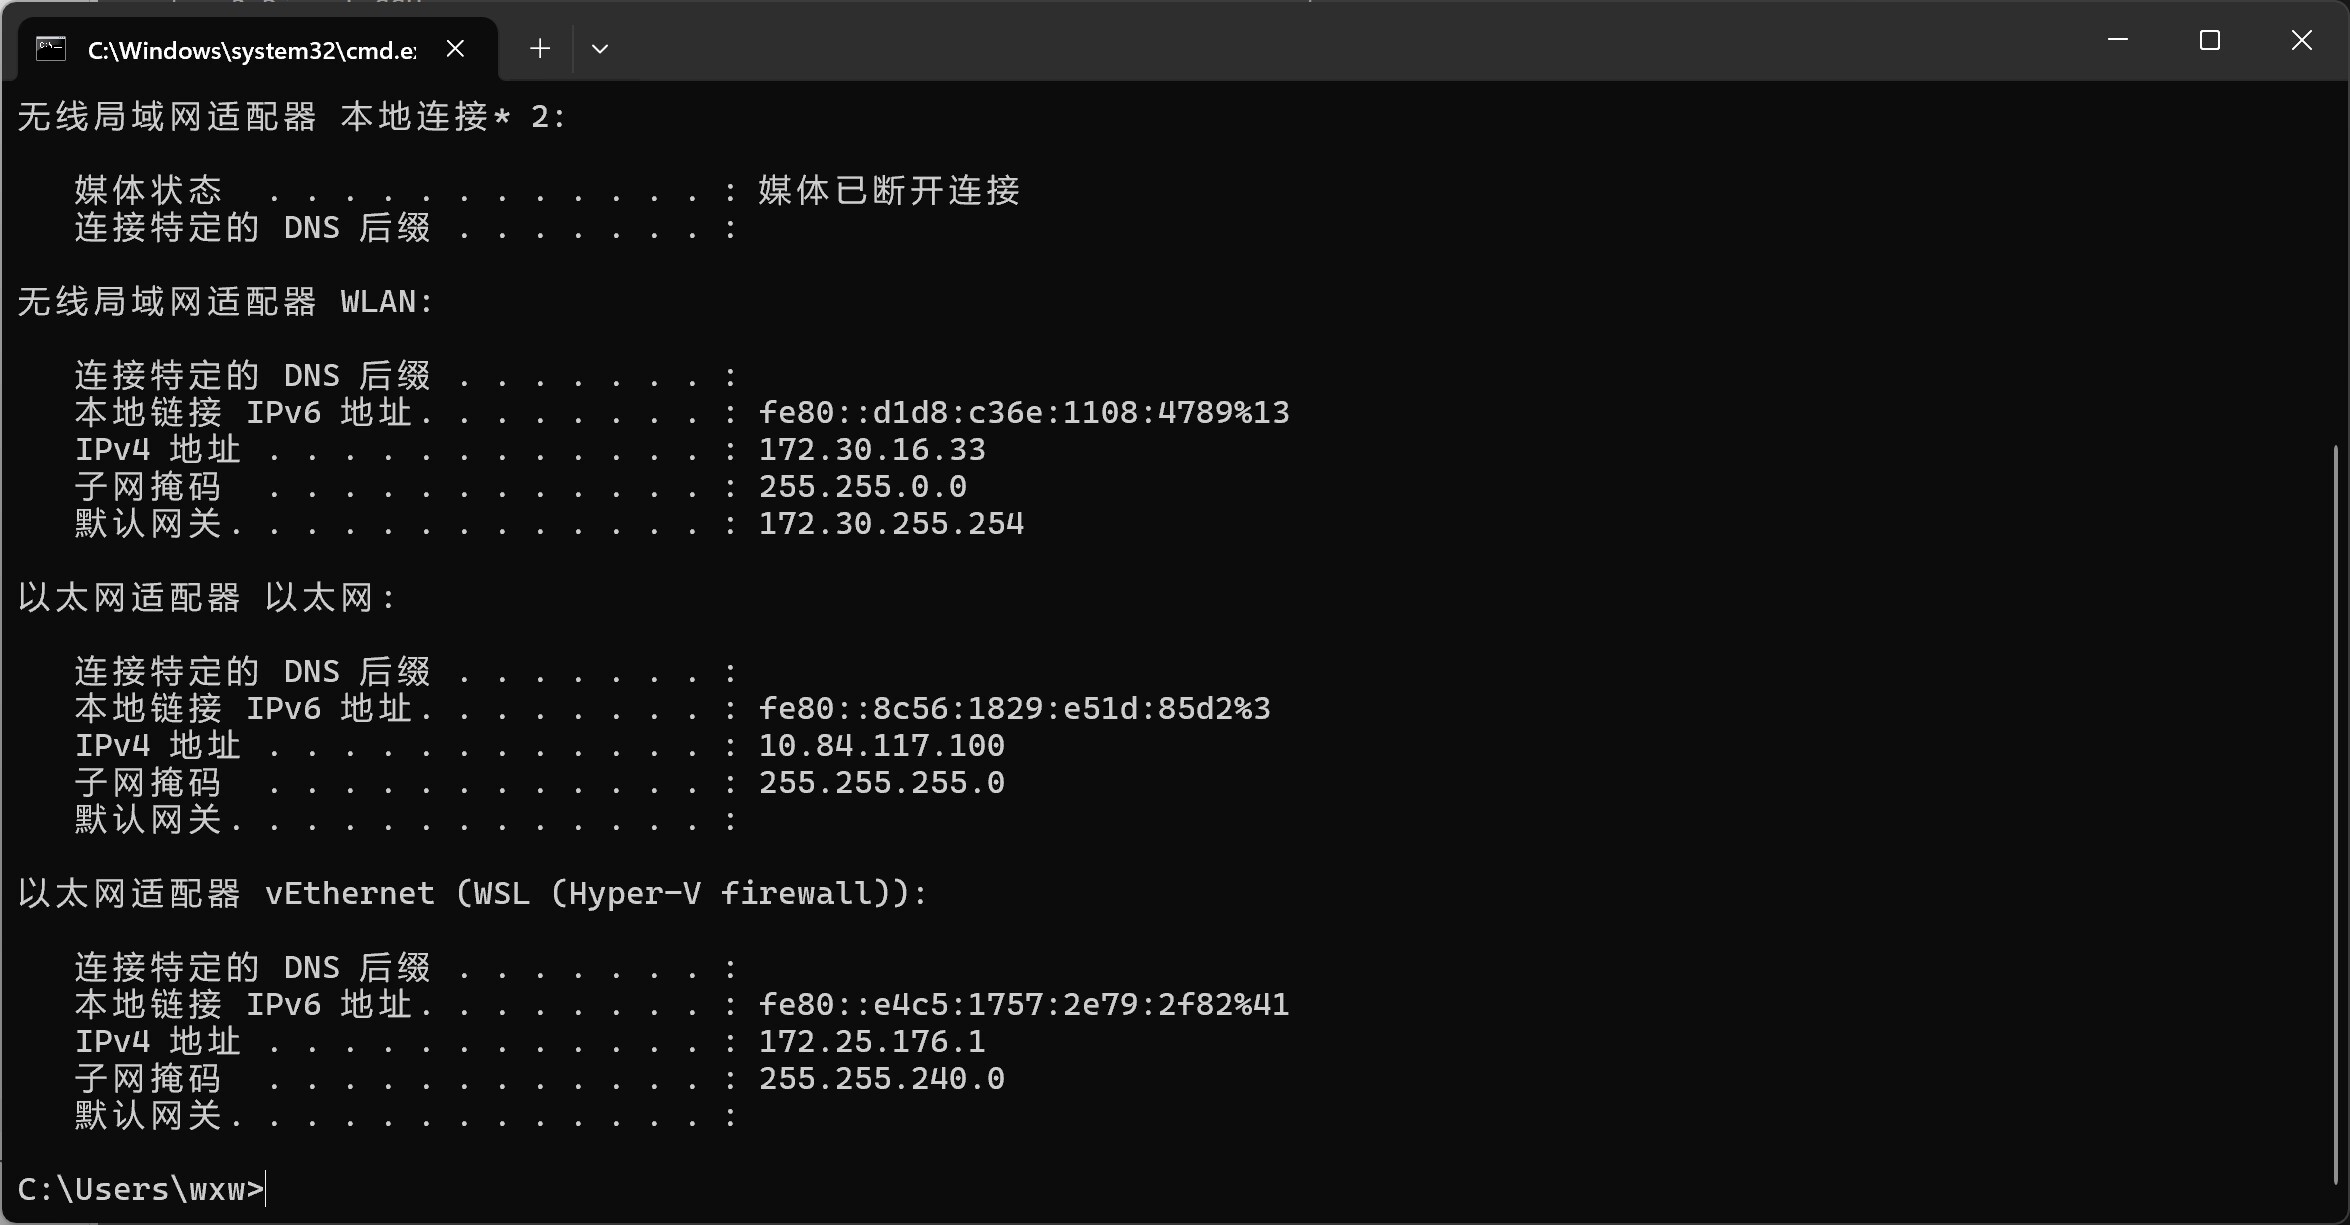 C:\Windows\system32\cmd.e
无线局域网适配器 本地连接* 2:
媒体状态  . . . . . . . . . . . . : 媒体已断开连接
连接特定的 DNS 后缀 . . . . . . . :
无线局域网适配器 WLAN:
连接特定的 DNS 后缀 . . . . . . . :
本地链接 IPv6 地址. . . . . . . . : fe80::d1d8:c36e:1108:4789%13
IPv4 地址 . . . . . . . . . . . . : 172.30.16.33
子网掩码  . . . . . . . . . . . . : 255.255.0.0
默认网关. . . . . . . . . . . . . : 172.30.255.254
以太网适配器 以太网:
连接特定的 DNS 后缀 . . . . . . . :
本地链接 IPv6 地址. . . . . . . . : fe80::8c56:1829:e51d:85d2%3
IPv4 地址 . . . . . . . . . . . . : 10.84.117.100
子网掩码  . . . . . . . . . . . . : 255.255.255.0
默认网关. . . . . . . . . . . . . :
以太网适配器 vEthernet (WSL (Hyper-V firewall)):
连接特定的 DNS 后缀 . . . . . . . :
本地链接 IPv6 地址. . . . . . . . : fe80::e4c5:1757:2e79:2f82%41
IPv4 地址 . . . . . . . . . . . . : 172.25.176.1
子网掩码  . . . . . . . . . . . . : 255.255.240.0
默认网关. . . . . . . . . . . . . :
C:\Users\wxw>